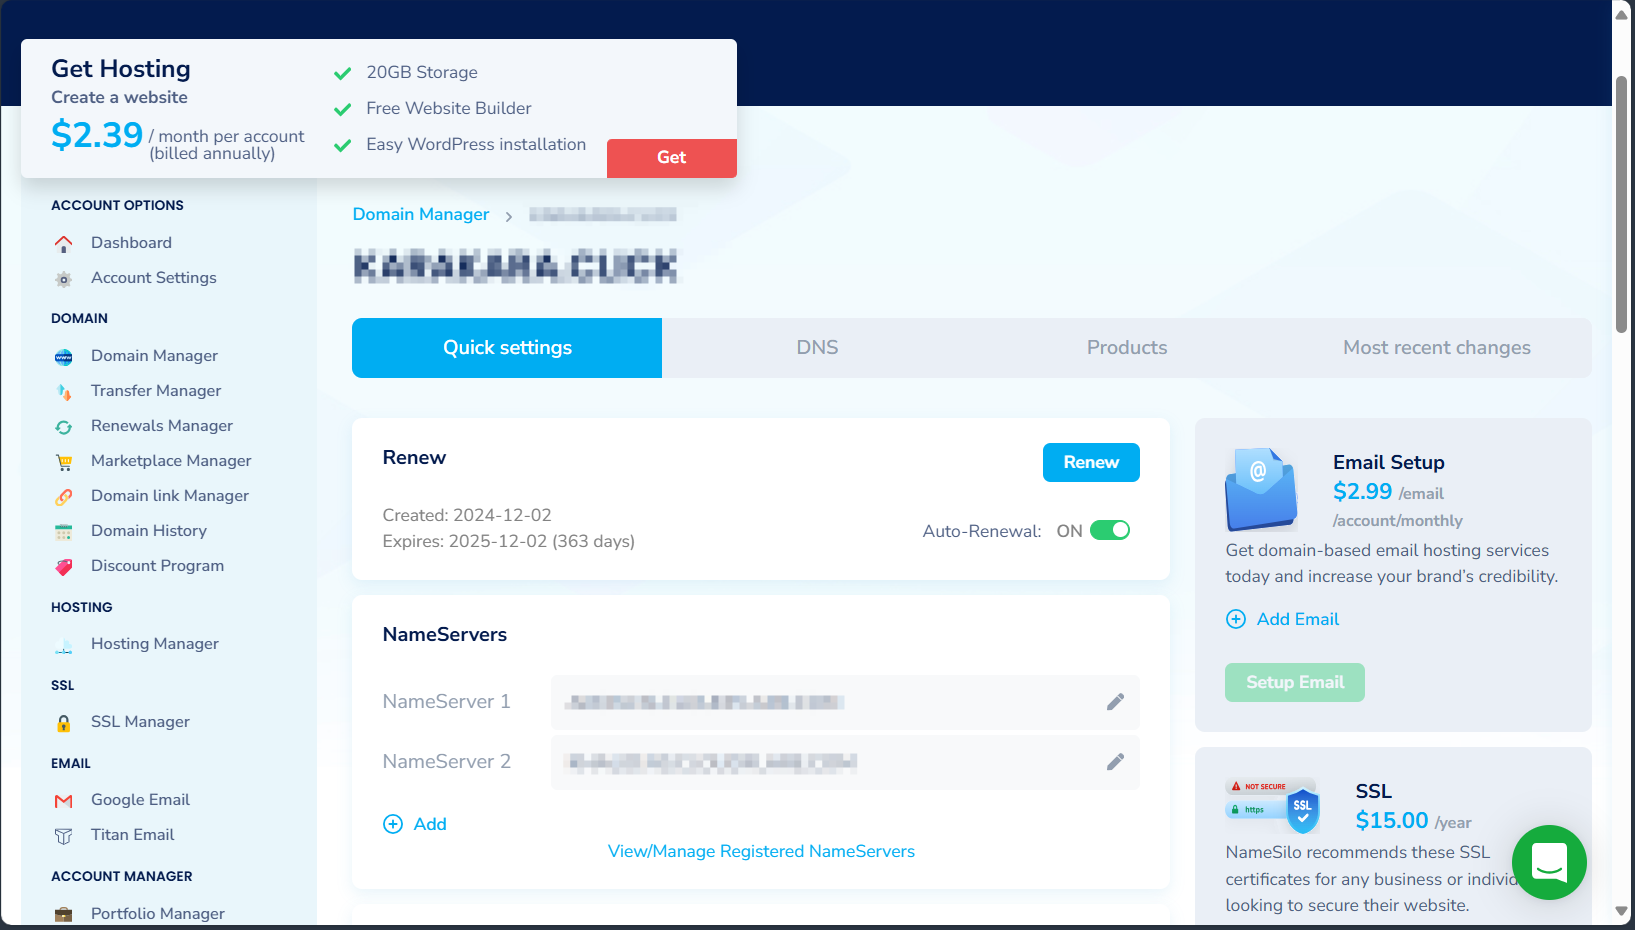 Get Hosting
Create a website
$2.39 / month per account
(billed annually)
20GB Storage
Free Website Builder
Easy WordPress installation
Get
ACCOUNT OPTIONS
Dashboard
Account Settings
DOMAIN
Domain Manager
Transfer Manager
Renewals Manager
Marketplace Manager
Domain link Manager
Domain History
Discount Program
HOSTING
Hosting Manager
SSL
SSL Manager
EMAIL
Google Email
Titan Email
ACCOUNT MANAGER
Portfolio Manager
Domain Manager >
Quick settings
DNS
Products
Most recent changes
Renew
Renew
Created: 2024-12-02
Expires: 2025-12-02 (363 days)
Auto-Renewal: ON
NameServers
NameServer 1
NameServer 2
Add
View/Manage Registered NameServers
@
Email Setup
$2.99 /email
/account/monthly
Get domain-based email hosting services
today and increase your brand’s credibility.
Add Email
Setup Email
NOT SECURE
https
SSL
SSL
$15.00 /year
NameSilo recommends these SSL
certificates for any business or
looking to secure their website.